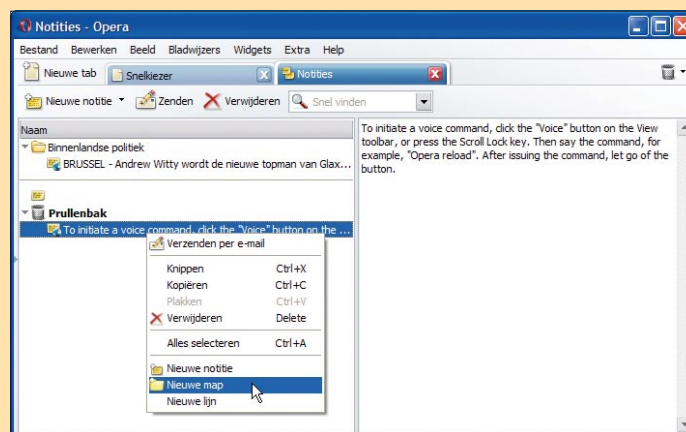 Notities - Opera
Bestand Bewerken Beeld Bladwijzers Widgets Extra Help
Nieuwe tab Snelkiezer Notities
Nieuwe notitie Zenden Verwijderen Snel vinden
Naam
Binnenlandse politiek
BRUSSEL - Andrew Witty wordt de nieuwe topman van Glax...
Prullenbak
To initiate a voice command, click the "Voice" button on the ...
Verzenden per e-mail
Knippen Ctrl+X
Kopiëren Ctrl+C
Plakken Ctrl+V
Verwijderen Delete
Alles selecteren Ctrl+A
Nieuwe notitie
Nieuwe map
Nieuwe lijn
To initiate a voice command, click the "Voice" button on the View
toolbar, or press the Scroll Lock key. Then say the command, for
example, "Opera reload". After issuing the command, let go of the
button.